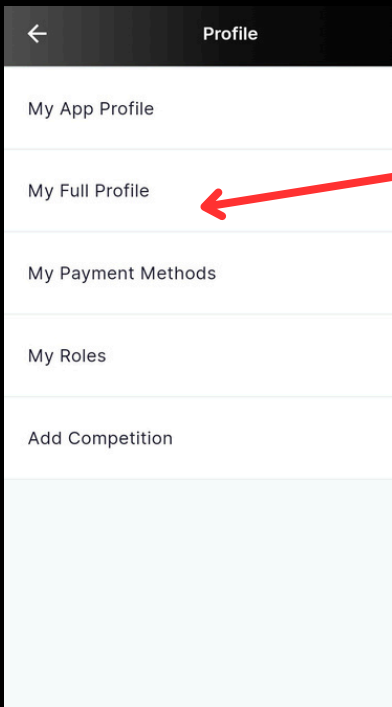 Profile
My App Profile
My Full Profile
My Payment Methods
My Roles
Add Competition